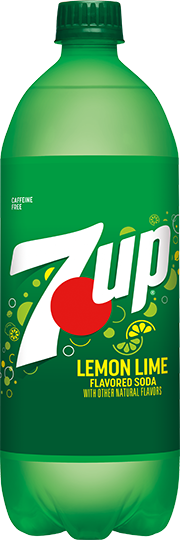 CAFFEINE
FREE
7up
LEMON LIME
FLAVORED SODA
WITH OTHER NATURAL FLAVORS